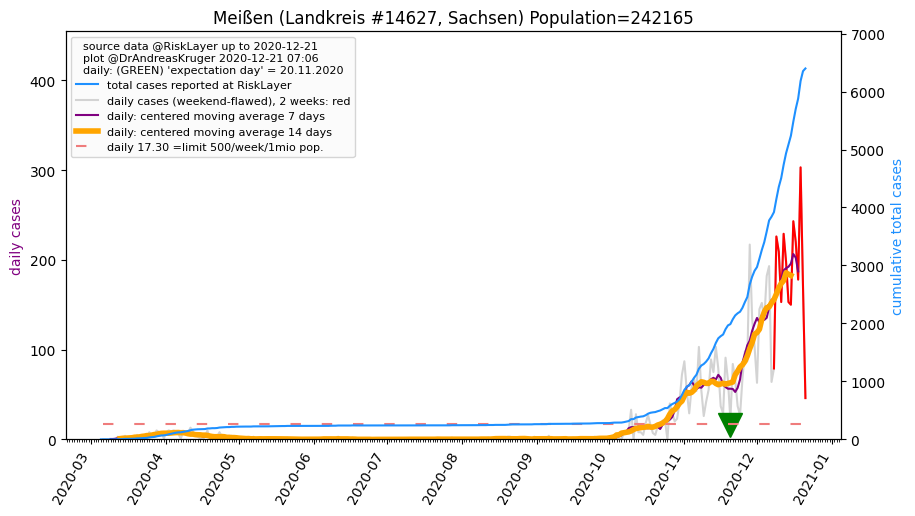 Meißen (Landkreis #14627, Sachsen) Population=242165
source data @RiskLayer up to 2020-12-21
plot @DrAndreasKruger 2020-12-21 07:06
daily: (GREEN) 'expectation day' = 20.11.2020
total cases reported at RiskLayer
daily cases (weekend-flawed), 2 weeks: red
daily: centered moving average 7 days
daily: centered moving average 14 days
daily 17.30 =limit 500/week/1mio pop.
daily cases
400
300
200
100
0
7000
6000
5000
4000
3000
2000
1000
0
cumulative total cases
2020-03
2020-04
2020-05
2020-06
2020-07
2020-08
2020-09
2020-10
2020-11
2020-12
2021-01